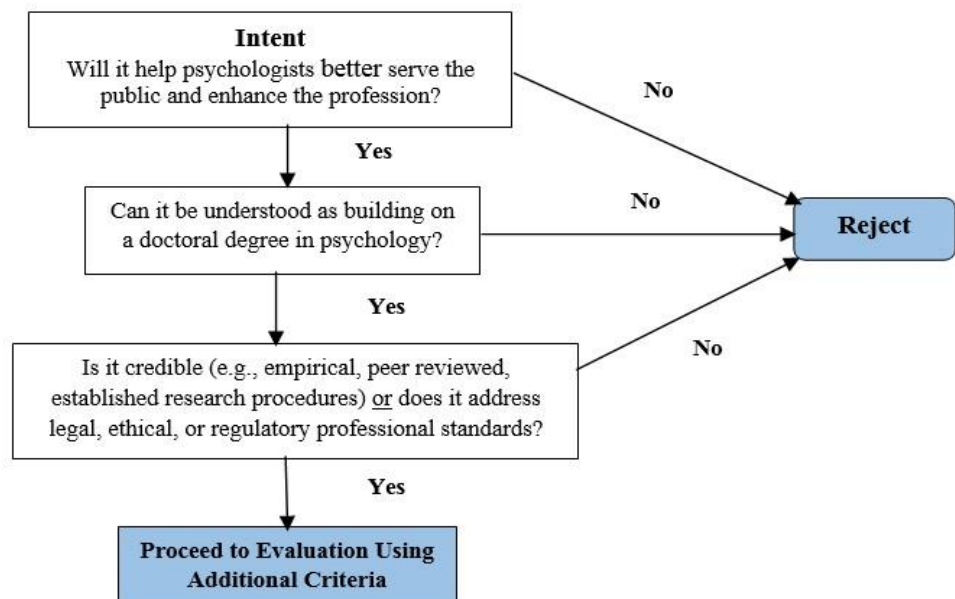 Intent
Will it help psychologists better serve the
public and enhance the profession?
No
Yes
Can it be understood as building on
a doctoral degree in psychology?
No
Reject
Yes
Is it credible (e.g., empirical, peer reviewed,
established research procedures) or does it address
legal, ethical, or regulatory professional standards?
No
Yes
Proceed to Evaluation Using
Additional Criteria